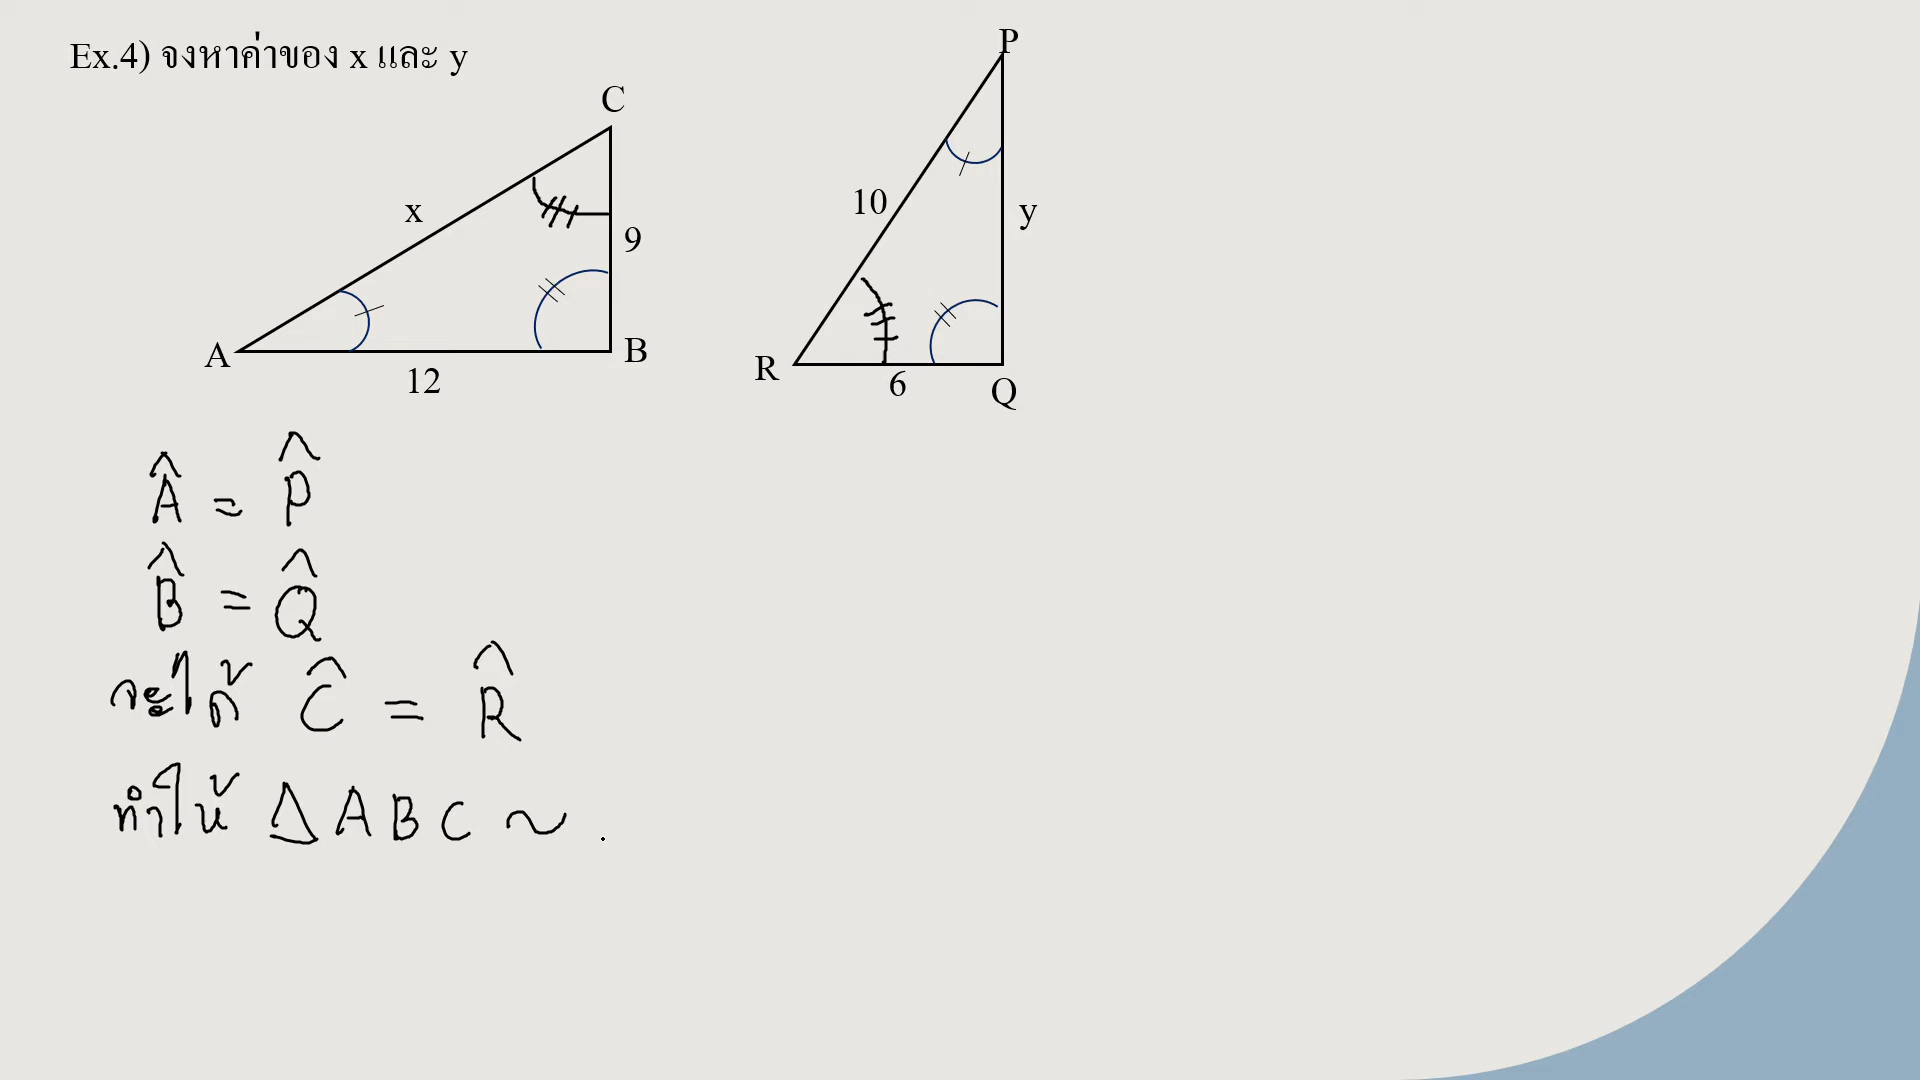 Ex.4) จงหาค่าของ x และ y
C
x
9
A
B
12
P
10
y
R
6
Q
Â = P̂
B̂ = Q̂
จะได้ Ĉ = R̂
ทำให้ Δ A B C ~